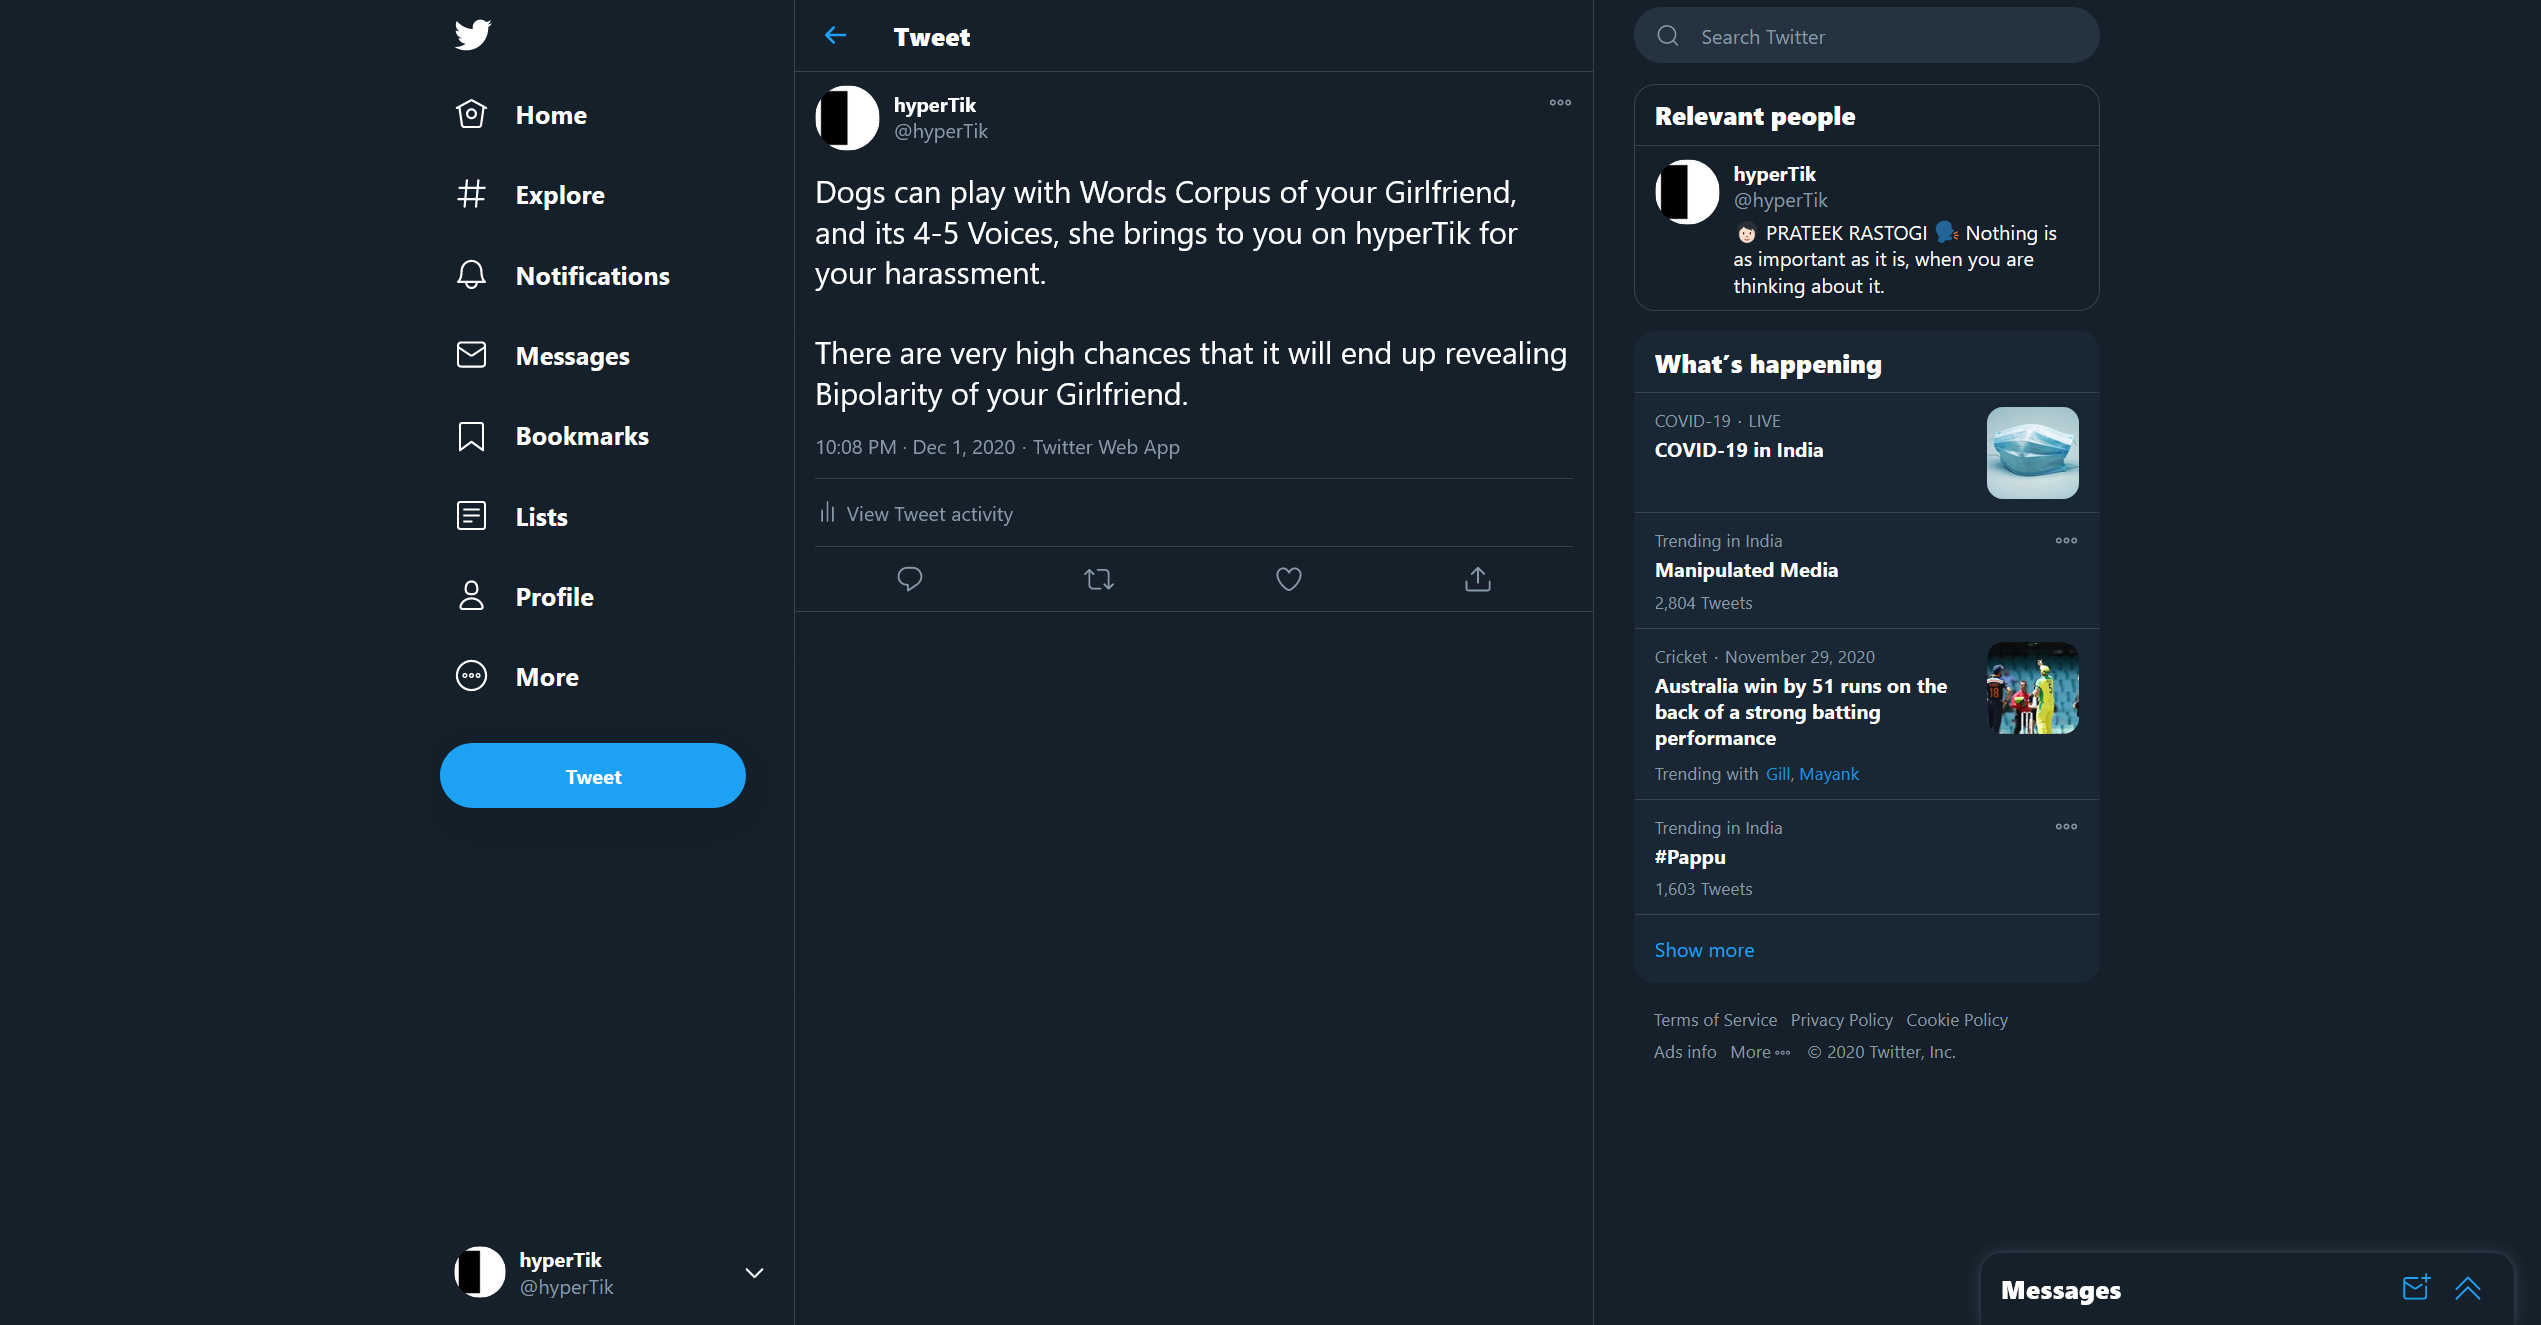 Home
Explore
Notifications
Messages
Bookmarks
Lists
Profile
More
Tweet
hyperTik
@hyperTik
Tweet
hyperTik
@hyperTik
Dogs can play with Words Corpus of your Girlfriend,
and its 4-5 Voices, she brings to you on hyperTik for
your harassment.
There are very high chances that it will end up revealing
Bipolarity of your Girlfriend.
10:08 PM · Dec 1, 2020 · Twitter Web App
View Tweet activity
Search Twitter
Relevant people
hyperTik
@hyperTik
PRATEEK RASTOGI Nothing is
as important as it is, when you are
thinking about it.
What's happening
COVID-19 · LIVE
COVID-19 in India
Trending in India
Manipulated Media
2,804 Tweets
Cricket · November 29, 2020
Australia win by 51 runs on the
back of a strong batting
performance
Trending with Gill, Mayank
Trending in India
#Pappu
1,603 Tweets
Show more
Terms of Service Privacy Policy Cookie Policy
Ads info More © 2020 Twitter, Inc.
Messages